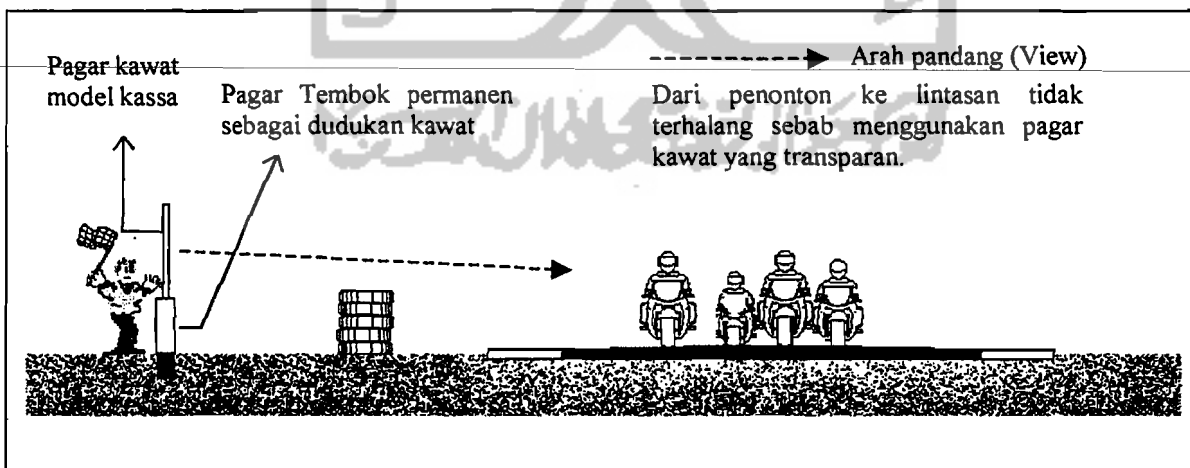 Pagar kawat
model kassa
Pagar Tembok permanen
sebagai dudukan kawat
Arah pandang (View)
Dari penonton ke lintasan tidak
terhalang sebab menggunakan pagar
kawat yang transparan.